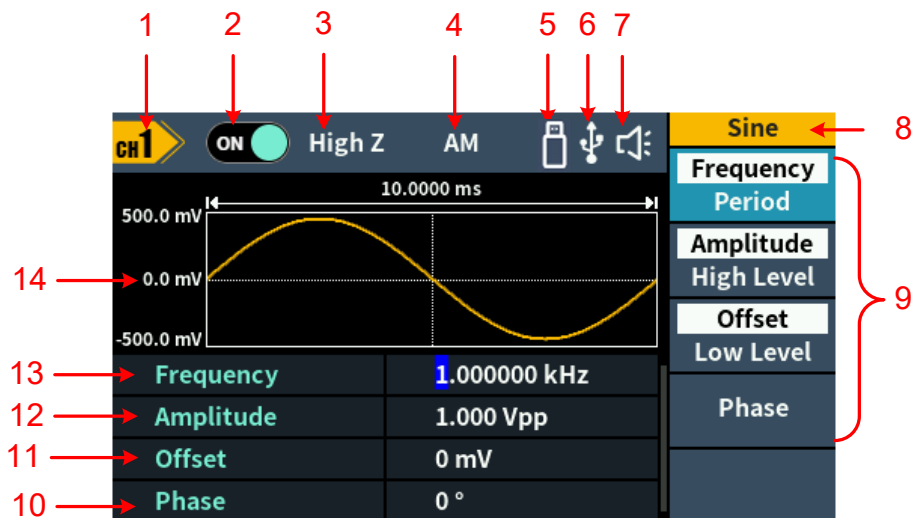 1 2 3 4 5 6 7
CH1 ON High Z AM Sine 8
10.0000 ms Frequency
Period
500.0 mV
Amplitude
14 0.0 mV High Level
9
Offset
-500.0 mV Low Level
13 Frequency 1.000000 kHz
12 Amplitude 1.000 Vpp Phase
11 Offset 0 mV
10 Phase 0 °